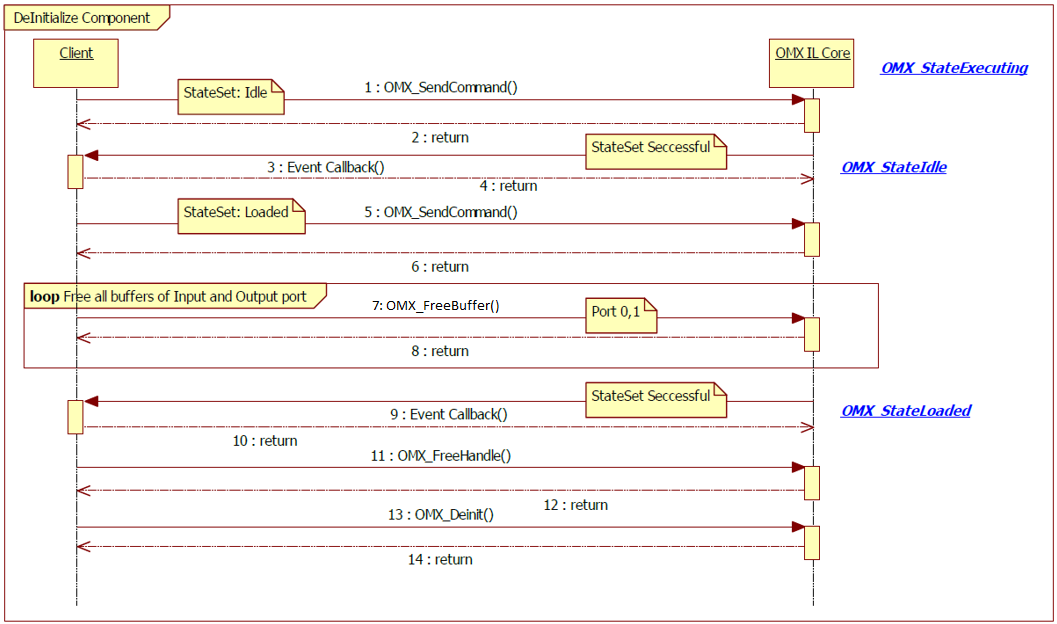 DeInitialize Component
Client
OMX IL Core
OMX_StateExecuting
StateSet: Idle
1 : OMX_SendCommand()
2 : return
StateSet Seccessful
3 : Event Callback()
OMX_StateIdle
4 : return
StateSet: Loaded
5 : OMX_SendCommand()
6 : return
loop Free all buffers of Input and Output port
7: OMX_FreeBuffer()
Port 0,1
8 : return
StateSet Seccessful
9 : Event Callback()
OMX_StateLoaded
10 : return
11 : OMX_FreeHandle()
12 : return
13 : OMX_Deinit()
14 : return